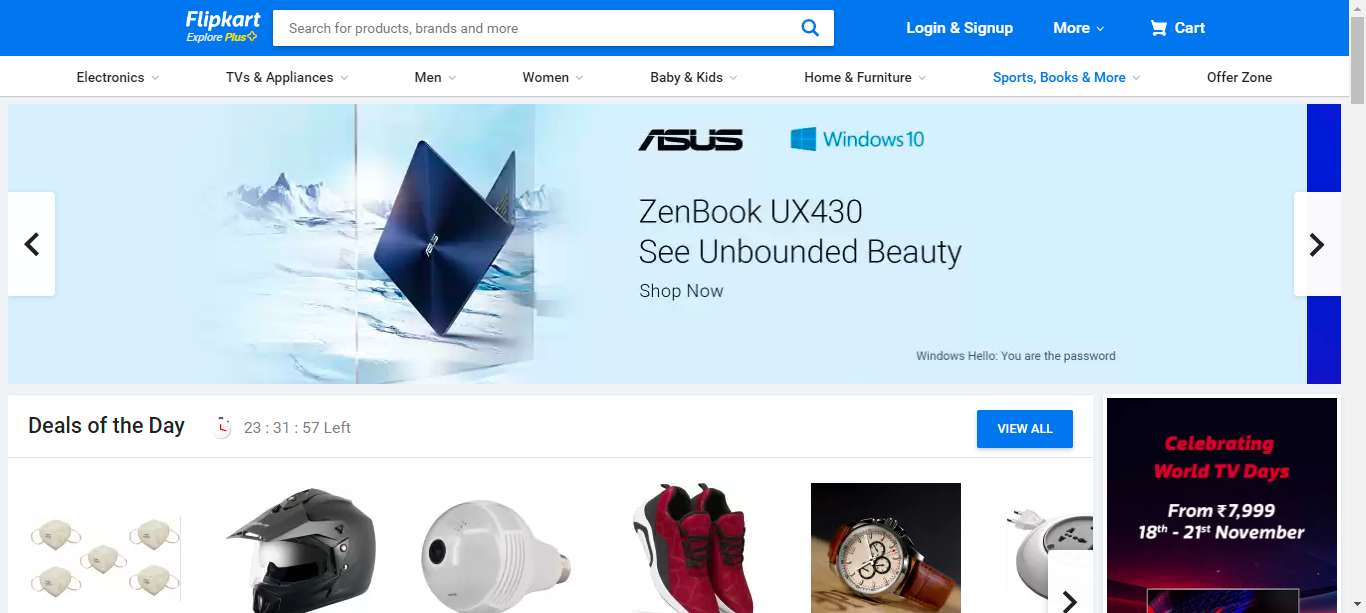 Flipkart
Explore Plus
Search for products, brands and more
Login & Signup
More
Cart
Electronics
TVs & Appliances
Men
Women
Baby & Kids
Home & Furniture
Sports, Books & More
Offer Zone
ASUS
Windows 10
ZenBook UX430
See Unbounded Beauty
Shop Now
ASUS
Windows Hello: You are the password
Deals of the Day
23 : 31 : 57 Left
VIEW ALL
Celebrating
World TV Days
From ₹7,999
18th - 21st November